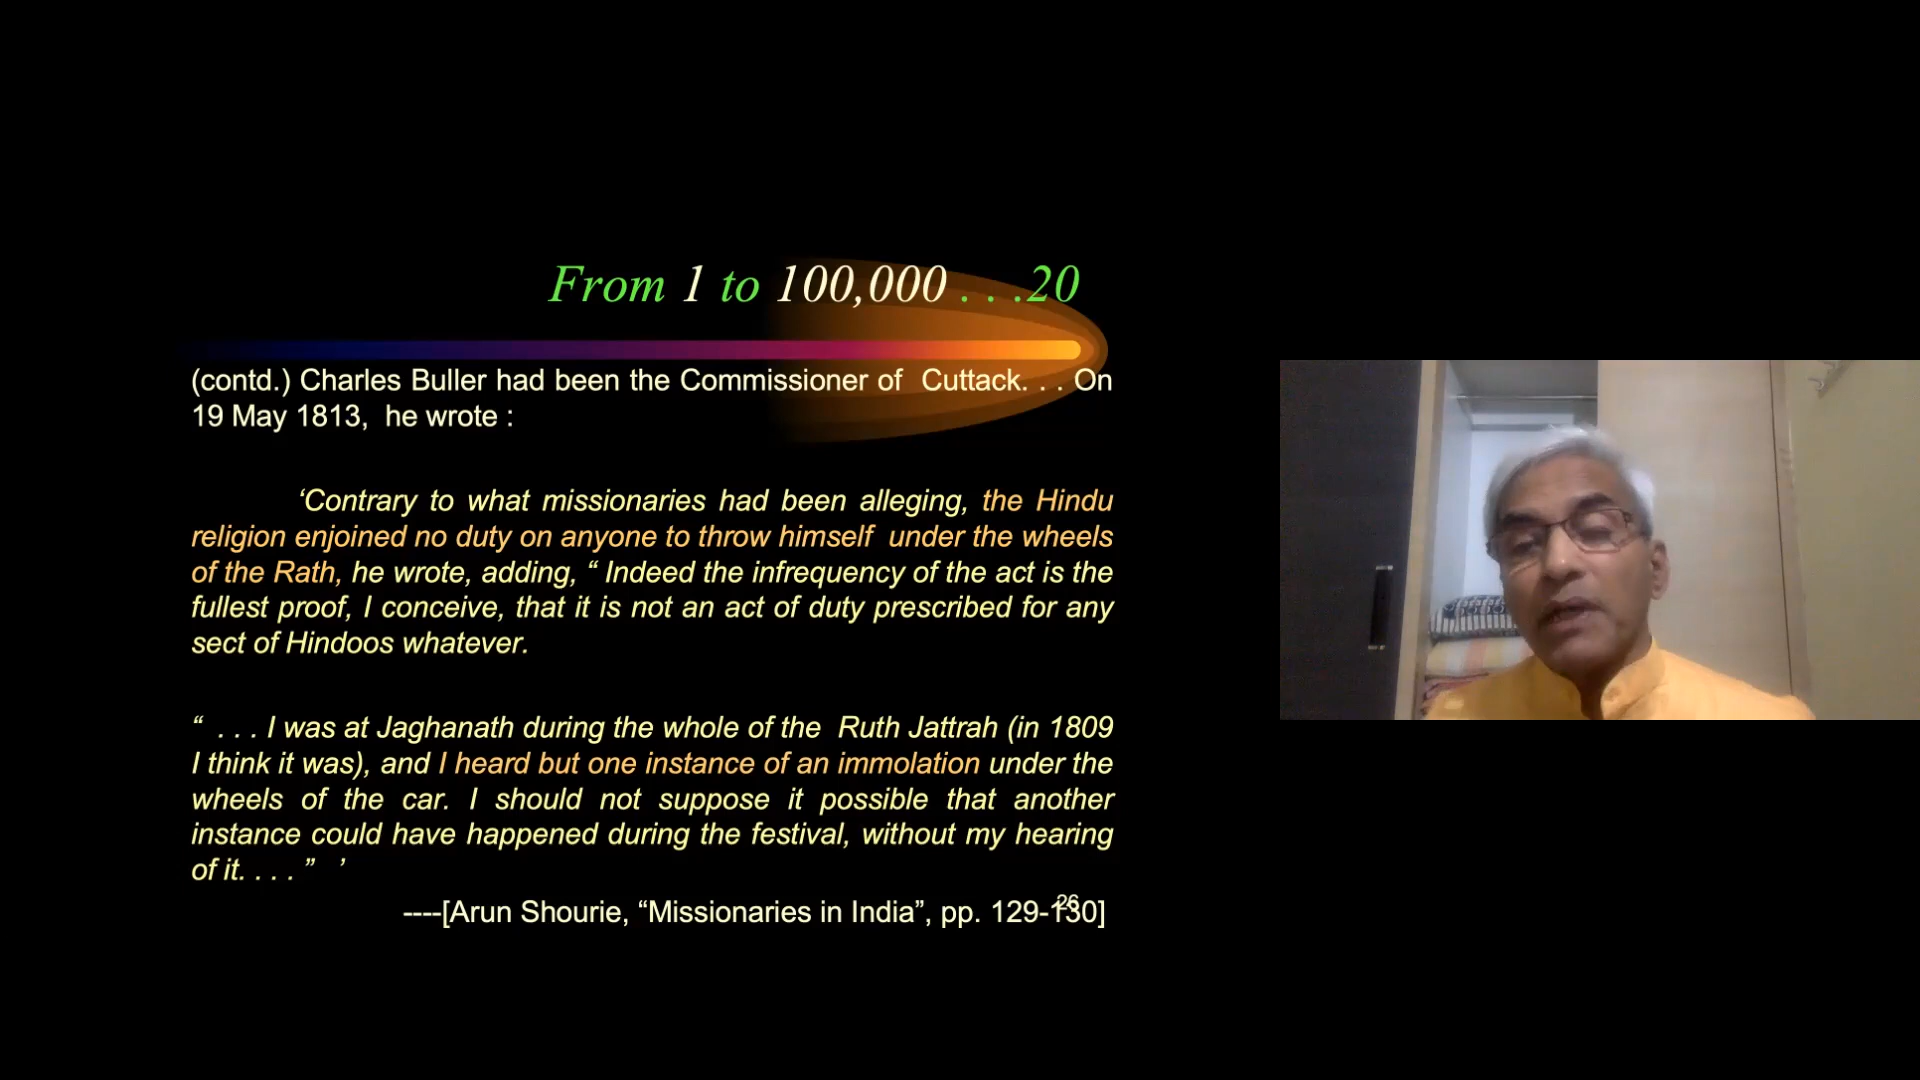 From 1 to 100,000 . . .20
(contd.) Charles Buller had been the Commissioner of Cuttack. . . On
19 May 1813, he wrote :
‘Contrary to what missionaries had been alleging, the Hindu
religion enjoined no duty on anyone to throw himself under the wheels
of the Rath, he wrote, adding, “ Indeed the infrequency of the act is the
fullest proof, I conceive, that it is not an act of duty prescribed for any
sect of Hindoos whatever.
“ . . . I was at Jaghanath during the whole of the Ruth Jattrah (in 1809
I think it was), and I heard but one instance of an immolation under the
wheels of the car. I should not suppose it possible that another
instance could have happened during the festival, without my hearing
of it. . . . ” ’
----[Arun Shourie, “Missionaries in India”, pp. 129-130]
26